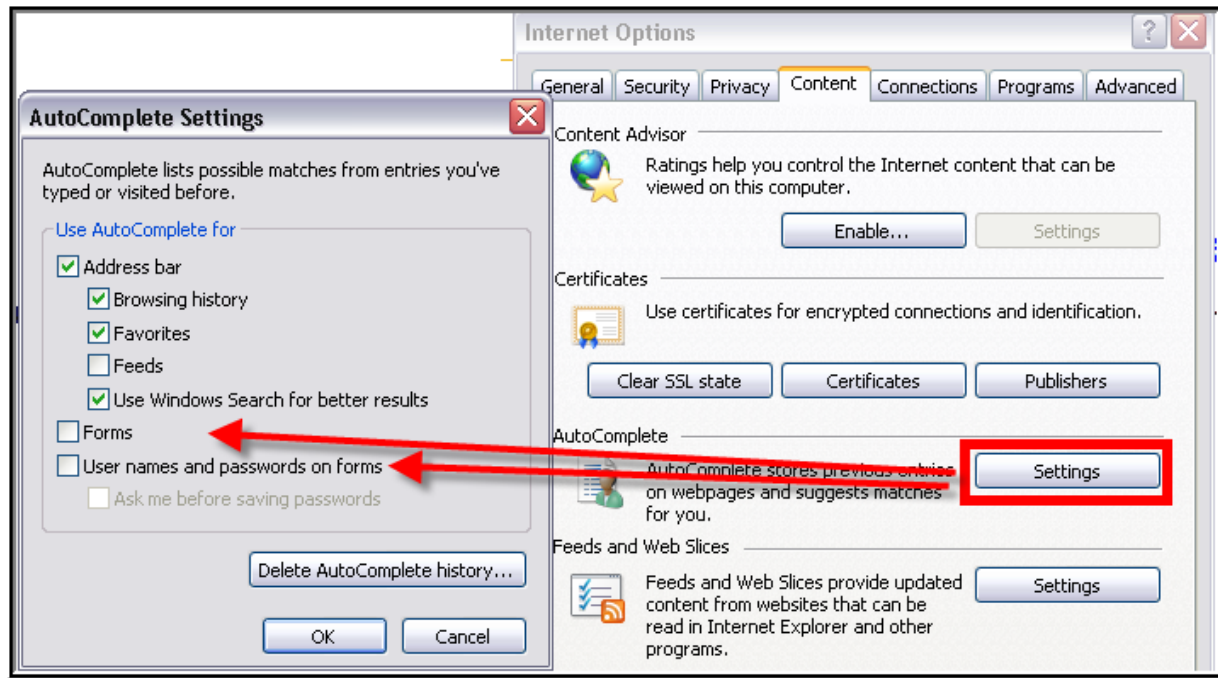 Internet Options
General Security Privacy Content Connections Programs Advanced
Content Advisor
Ratings help you control the Internet content that can be
viewed on this computer.
Enable... Settings
Certificates
Use certificates for encrypted connections and identification.
Clear SSL state Certificates Publishers
AutoComplete
AutoComplete stores previous entries
on webpages and suggests matches
for you.
Settings
Feeds and Web Slices
Feeds and Web Slices provide updated
content from websites that can be
read in Internet Explorer and other
programs.
Settings
AutoComplete Settings
AutoComplete lists possible matches from entries you've
typed or visited before.
Use AutoComplete for
Address bar
Browsing history
Favorites
Feeds
Use Windows Search for better results
Forms
User names and passwords on forms
Ask me before saving passwords
Delete AutoComplete history...
OK Cancel